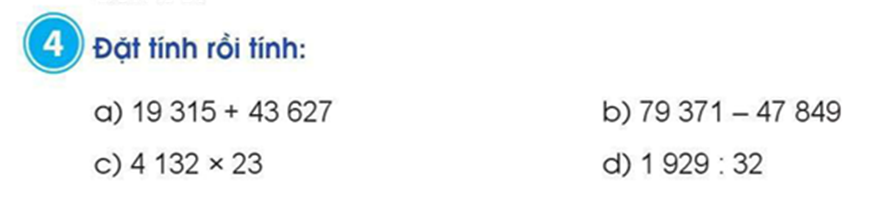 4 Đặt tính rồi tính:
a) 19 315 + 43 627 b) 79 371 – 47 849
c) 4 132 × 23 d) 1 929 : 32